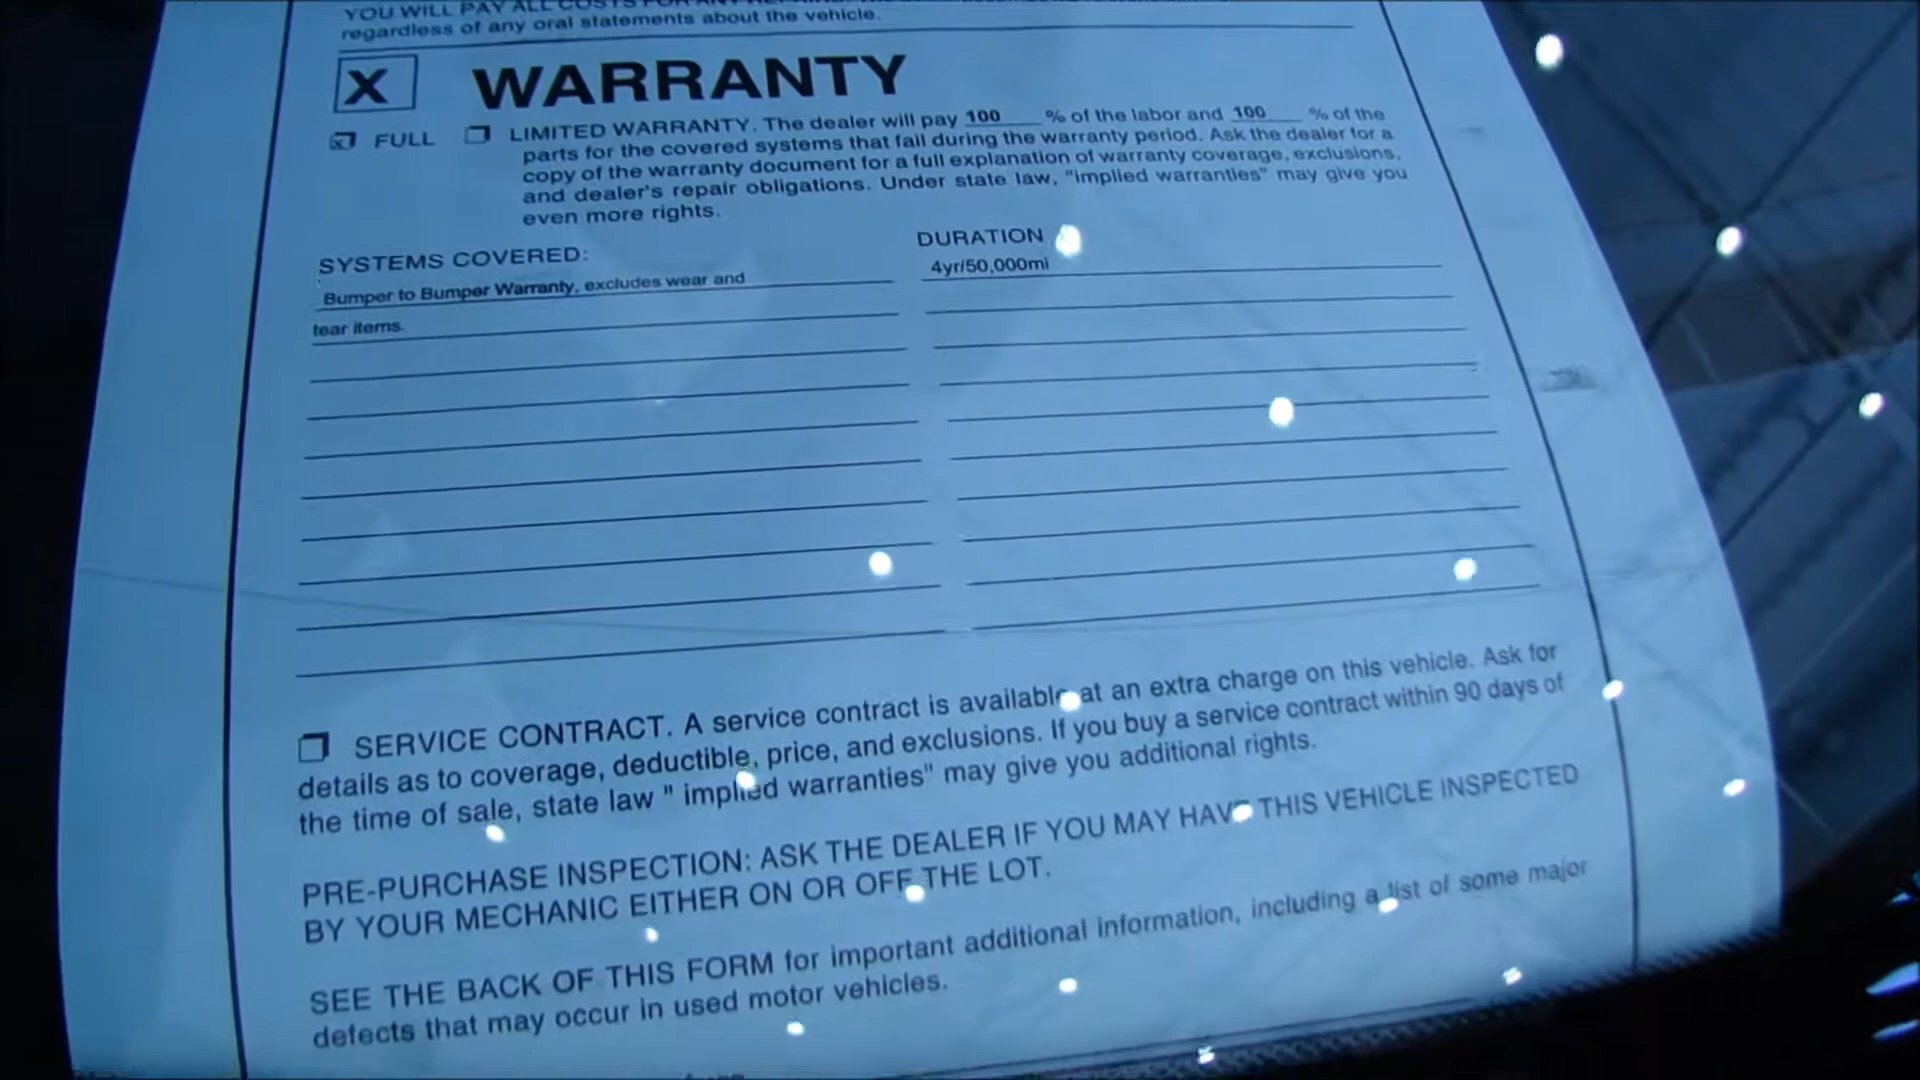 YOU WILL PAY ALL COSTS FOR ANY
regardless of any oral statements about the vehicle.
X WARRANTY
X FULL LIMITED WARRANTY. The dealer will pay 100 % of the labor and 100 % of the
parts for the covered systems that fail during the warranty period. Ask the dealer for a
copy of the warranty document for a full explanation of warranty coverage, exclusions,
and dealer's repair obligations. Under state law, "implied warranties" may give you
even more rights.
SYSTEMS COVERED: DURATION
Bumper to Bumper Warranty, excludes wear and 4yr/50,000mi
tear items.
SERVICE CONTRACT. A service contract is available at an extra charge on this vehicle. Ask for
details as to coverage, deductible, price, and exclusions. If you buy a service contract within 90 days of
the time of sale, state law " implied warranties" may give you additional rights.
PRE-PURCHASE INSPECTION: ASK THE DEALER IF YOU MAY HAVE THIS VEHICLE INSPECTED
BY YOUR MECHANIC EITHER ON OR OFF THE LOT.
SEE THE BACK OF THIS FORM for important additional information, including a list of some major
defects that may occur in used motor vehicles.